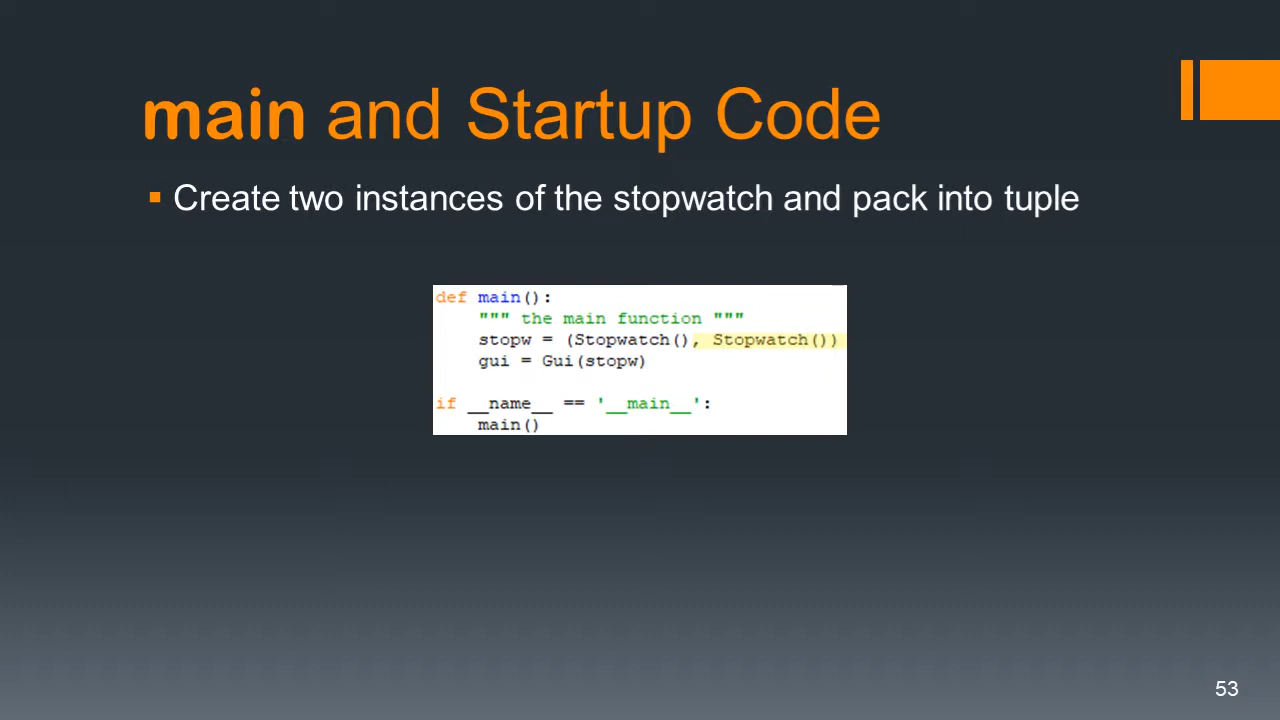 main and Startup Code
▪ Create two instances of the stopwatch and pack into tuple
def main():
    """ the main function """
    stopw = (Stopwatch(), Stopwatch())
    gui = Gui(stopw)
if __name__ == '__main__':
    main()
53